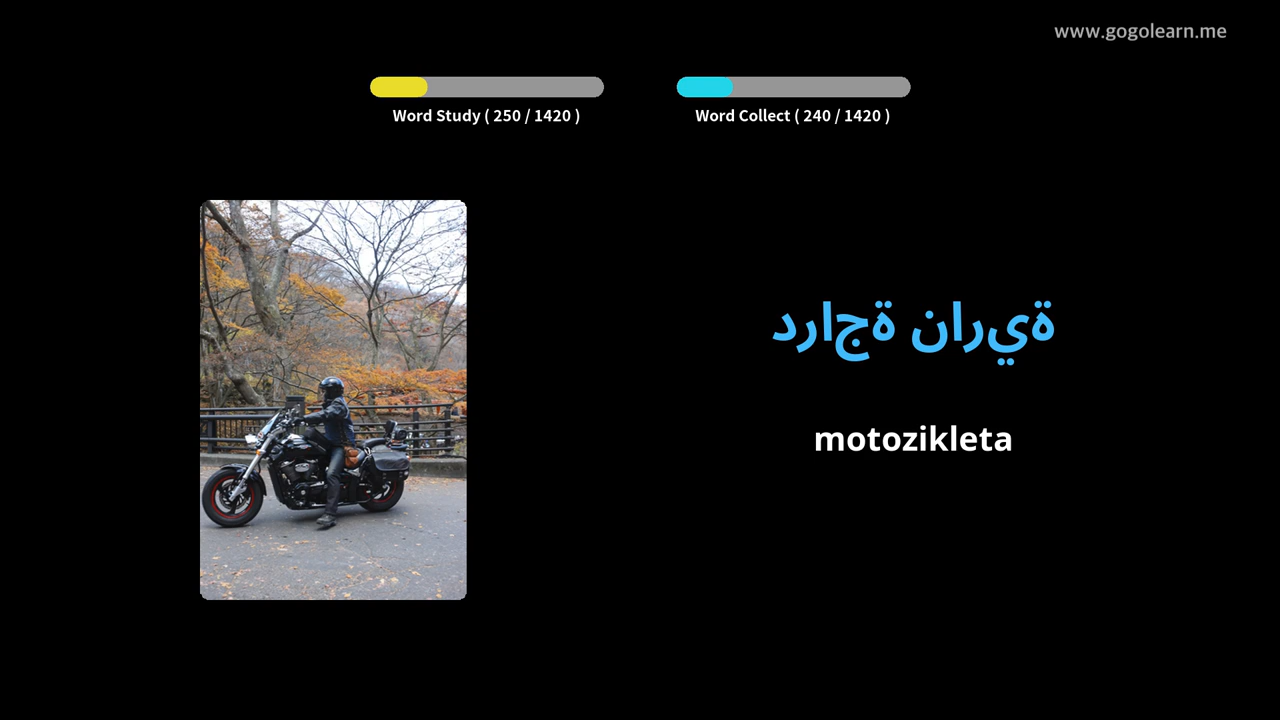 www.gogolearn.me
Word Study ( 250 / 1420 )
Word Collect ( 240 / 1420 )
دراجة نارية
motozikleta